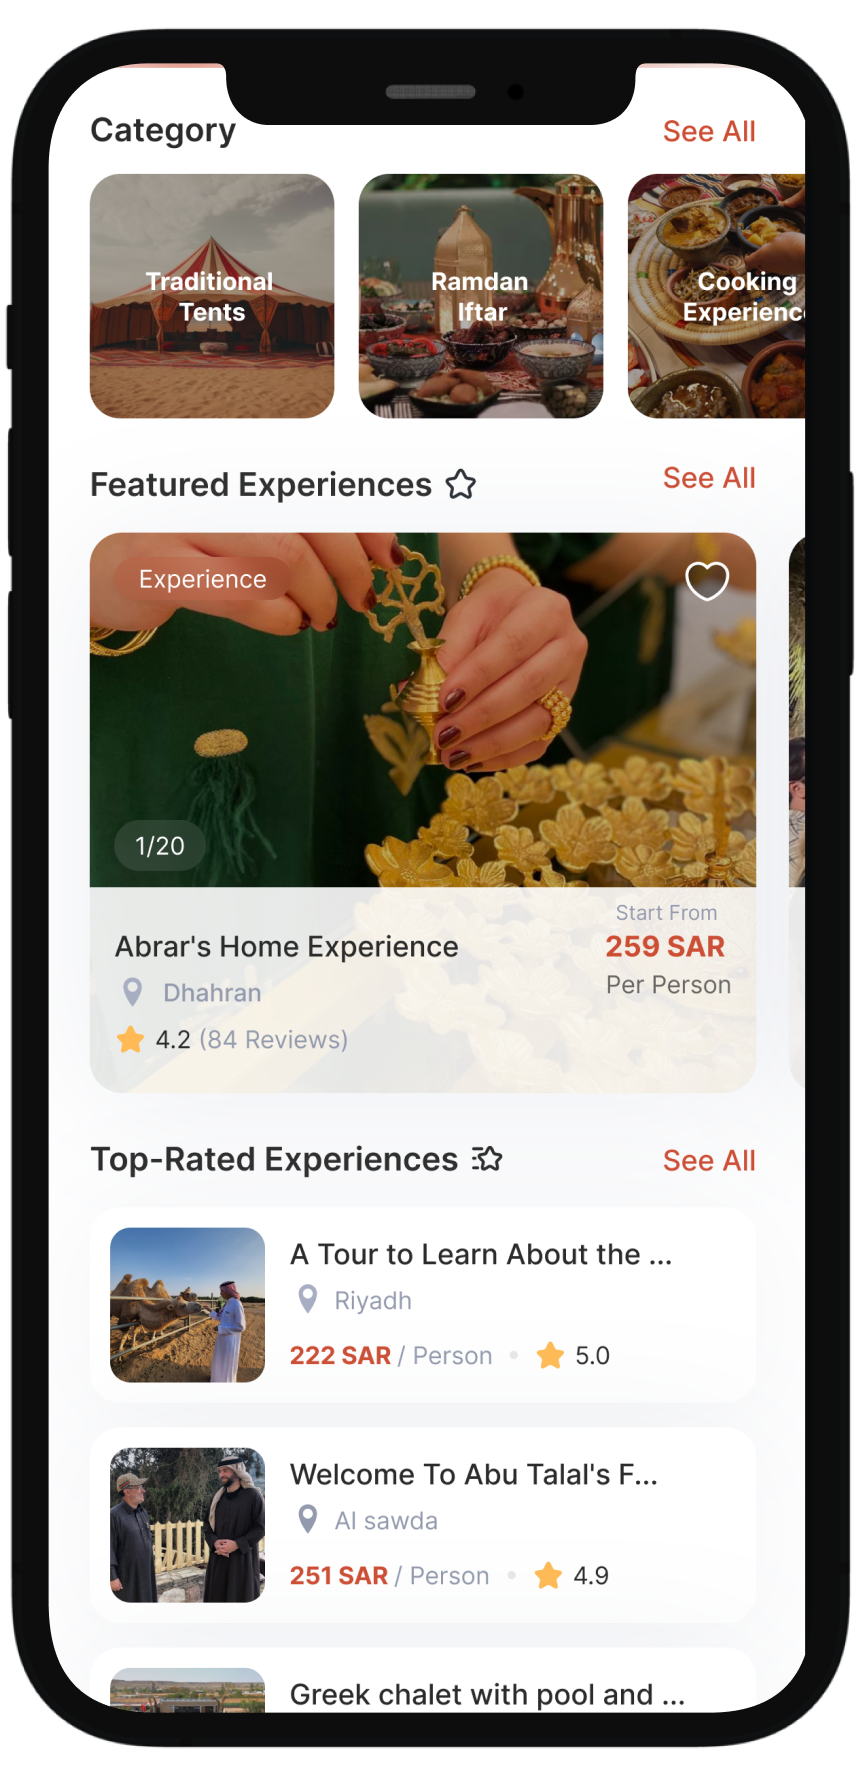 Category
See All
Traditional
Tents
Ramdan
Iftar
Cooking
Experience
Featured Experiences
See All
Experience
1/20
Start From
Abrar's Home Experience
259 SAR
Dhahran
Per Person
4.2 (84 Reviews)
Top-Rated Experiences
See All
A Tour to Learn About the ...
Riyadh
222 SAR / Person • 5.0
Welcome To Abu Talal's F...
Al sawda
251 SAR / Person • 4.9
Greek chalet with pool and ...